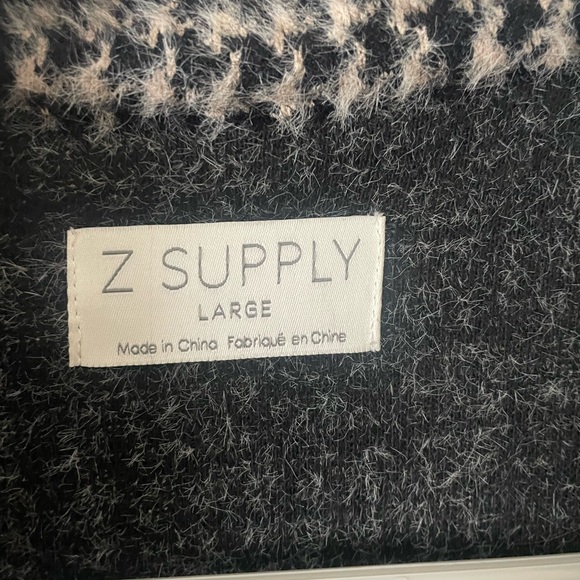 Z SUPPLY
LARGE
Made in China Fabriqué en Chine